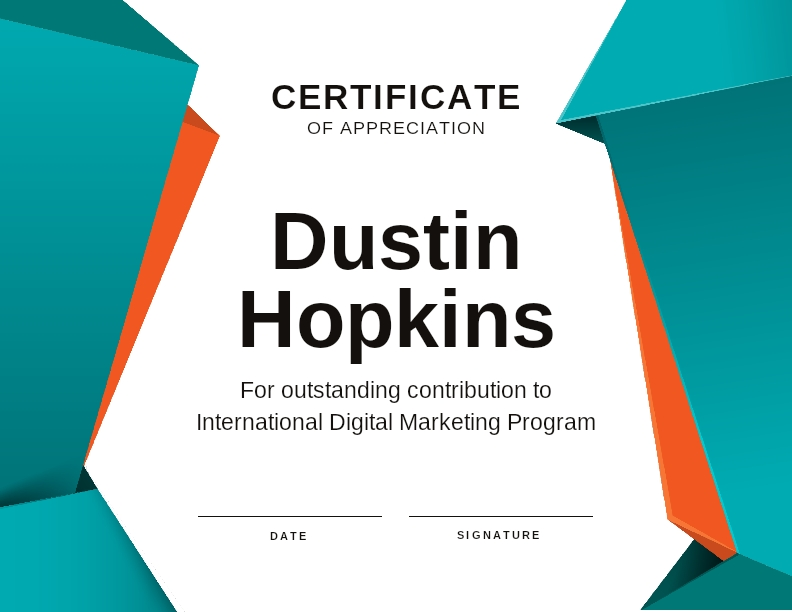 CERTIFICATE
OF APPRECIATION
Dustin
Hopkins
For outstanding contribution to
International Digital Marketing Program
DATE
SIGNATURE